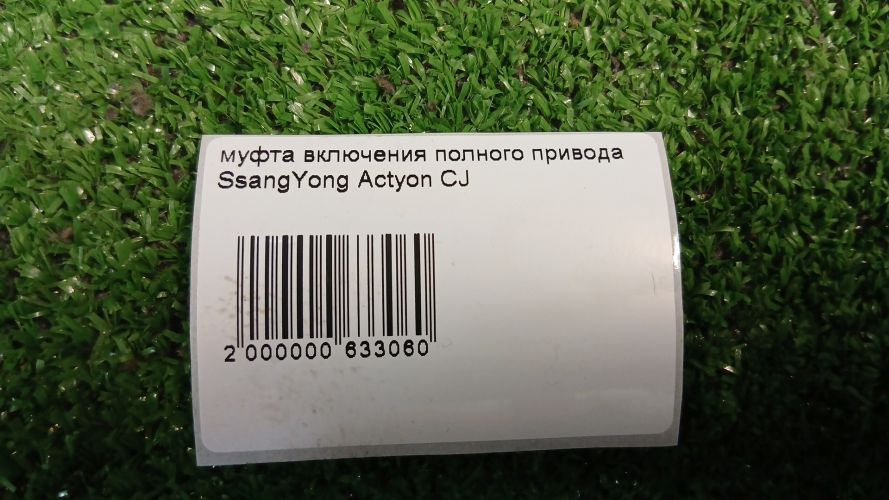 муфта включения полного привода
SsangYong Actyon CJ
2 000000 633060